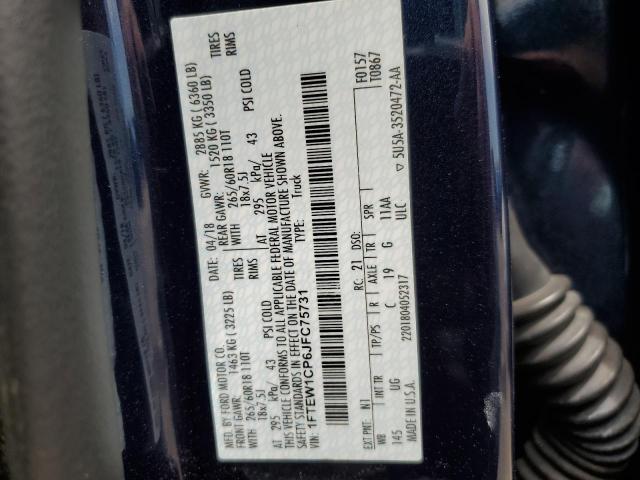 MFD. BY FORD MOTOR CO.
DATE: 04/18 GVWR: 2885 KG ( 6360 LB)
FRONT GAWR: 1463 KG ( 3225 LB) REAR GAWR: 1520 KG ( 3350 LB)
265/60R18 110T TIRES WITH 265/60R18 110T TIRES
18x7.5J RIMS 18x7.5J RIMS
AT 295 kPa/ 43 PSI COLD AT 295 kPa/ 43 PSI COLD
THIS VEHICLE CONFORMS TO ALL APPLICABLE FEDERAL MOTOR VEHICLE
SAFETY STANDARDS IN EFFECT ON THE DATE OF MANUFACTURE SHOWN ABOVE.
VIN: 1FTEW1CP6JFC75731 TYPE: Truck
F0157
T0867
EXT PNT: N1 RC: 21 DSO:
WB INT TR TP/PS R AXLE TR SPR
145 UG C 19 G 11AA
MADE IN U.S.A. 2201804052317 ULC ▽ 5U5A-3520472-AA